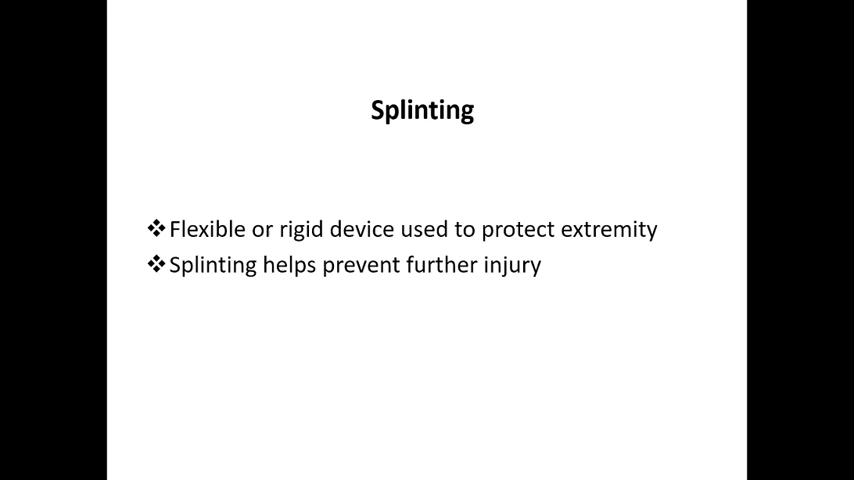 Splinting
❖Flexible or rigid device used to protect extremity
❖Splinting helps prevent further injury